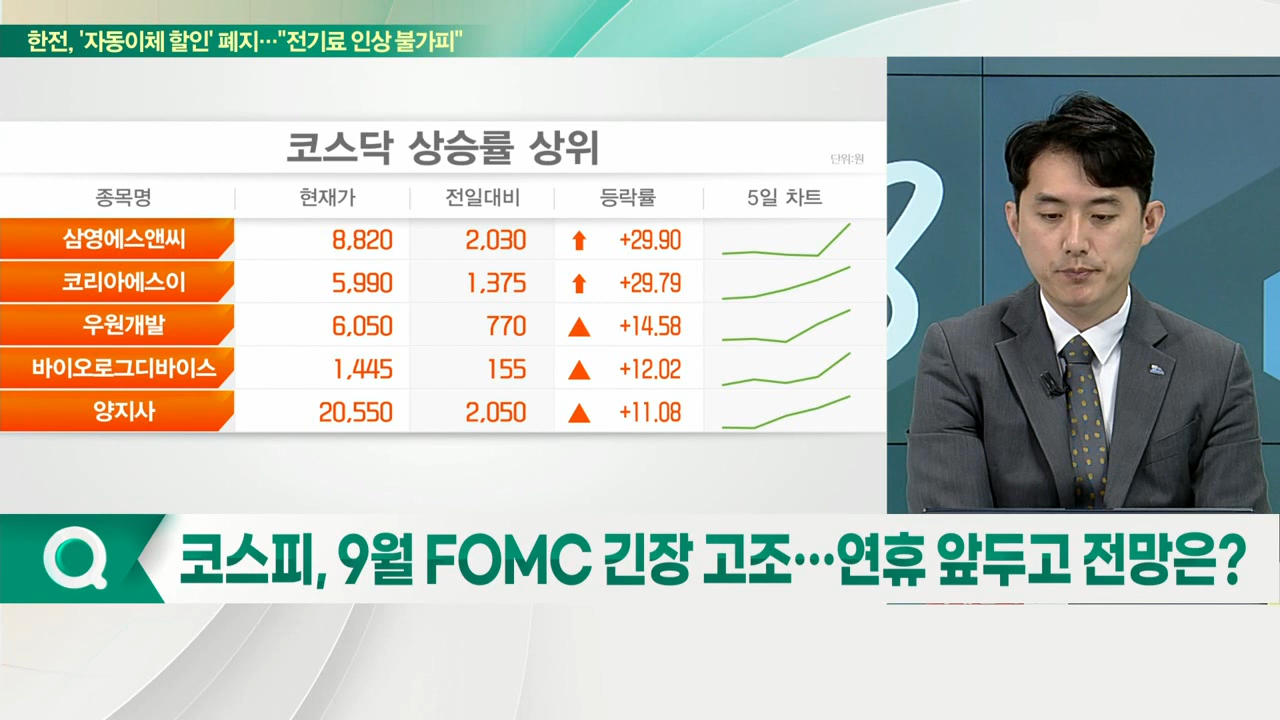 한전, '자동이체 할인' 폐지…"전기료 인상 불가피"
코스닥 상승률 상위
단위:원
종목명 현재가 전일대비 등락률 5일 차트
삼영에스앤씨 8,820 2,030 +29.90
코리아에스이 5,990 1,375 +29.79
우원개발 6,050 770 ▲ +14.58
바이오로그디바이스 1,445 155 ▲ +12.02
양지사 20,550 2,050 ▲ +11.08
코스피, 9월 FOMC 긴장 고조…연휴 앞두고 전망은?